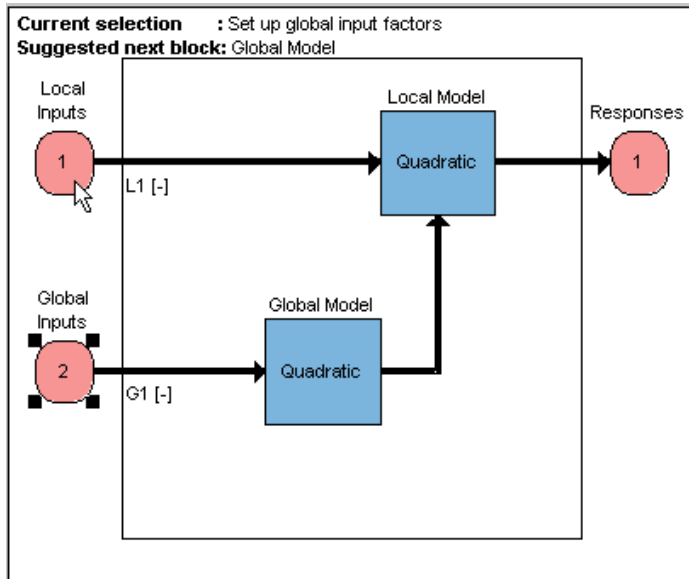 Current selection : Set up global input factors
Suggested next block: Global Model
Local
Inputs
Local Model
Responses
1
Quadratic
1
L1 [-]
Global
Inputs
Global Model
2
Quadratic
G1 [-]